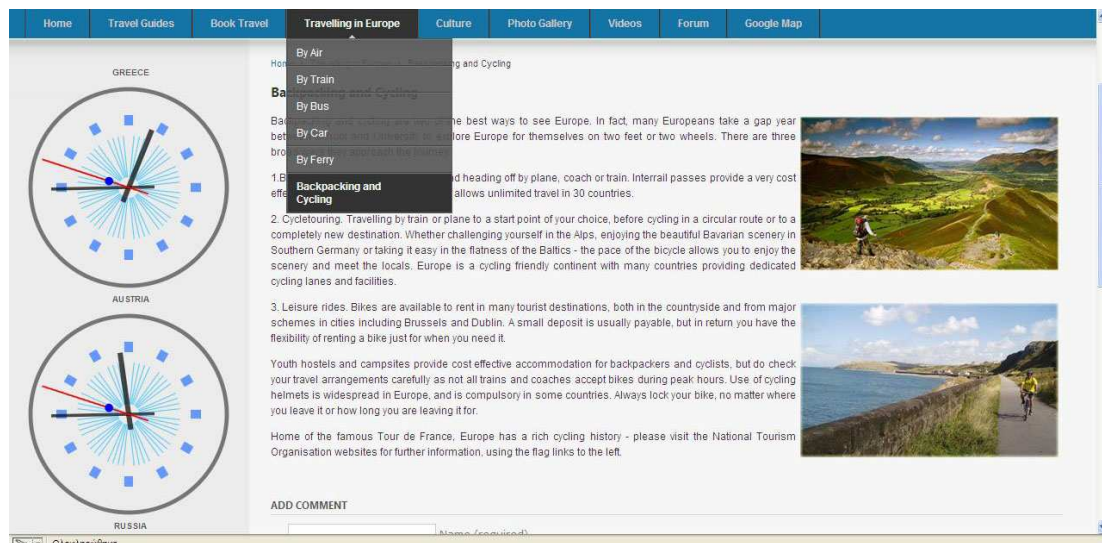 Home Travel Guides Book Travel Travelling in Europe Culture Photo Gallery Videos Forum Google Map
By Air
By Train
By Bus
By Car
By Ferry
Backpacking and
Cycling
GREECE
AUSTRIA
RUSSIA
and Cycling
Backpacking and Cycling
best ways to see Europe. In fact, many Europeans take a gap year
explore Europe for themselves on two feet or two wheels. There are three
heading off by plane, coach or train. Interrail passes provide a very cost
allows unlimited travel in 30 countries.
2. Cycletouring. Travelling by train or plane to a start point of your choice, before cycling in a circular route or to a
completely new destination. Whether challenging yourself in the Alps, enjoying the beautiful Bavarian scenery in
Southern Germany or taking it easy in the flatness of the Baltics - the pace of the bicycle allows you to enjoy the
scenery and meet the locals. Europe is a cycling friendly continent with many countries providing dedicated
cycling lanes and facilities.
3. Leisure rides. Bikes are available to rent in many tourist destinations, both in the countryside and from major
schemes in cities including Brussels and Dublin. A small deposit is usually payable, but in return you have the
flexibility of renting a bike just for when you need it.
Youth hostels and campsites provide cost effective accommodation for backpackers and cyclists, but do check
your travel arrangements carefully as not all trains and coaches accept bikes during peak hours. Use of cycling
helmets is widespread in Europe, and is compulsory in some countries. Always lock your bike, no matter where
you leave it or how long you are leaving it for.
Home of the famous Tour de France, Europe has a rich cycling history - please visit the National Tourism
Organisation websites for further information, using the flag links to the left.
ADD COMMENT
Name (required)